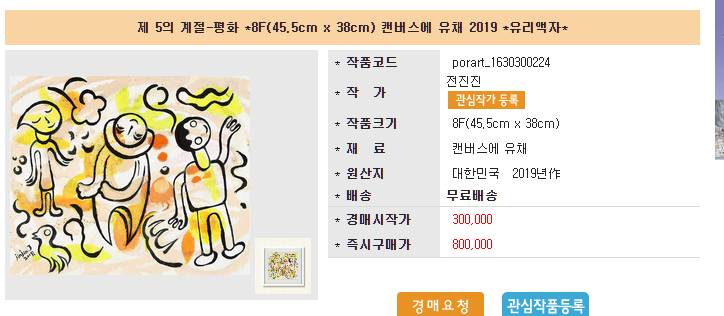 제 5의 계절-평화 *8F(45.5cm x 38cm) 캔버스에 유채 2019 *유리액자*
* 작품코드 porart_1630300224
* 작 가 전진진
관심작가 등록
* 작품크기 8F(45.5cm x 38cm)
* 재 료 캔버스에 유채
* 원산지 대한민국 2019년作
* 배송 무료배송
* 경매시작가 300,000
* 즉시구매가 800,000
경매요청 관심작품등록